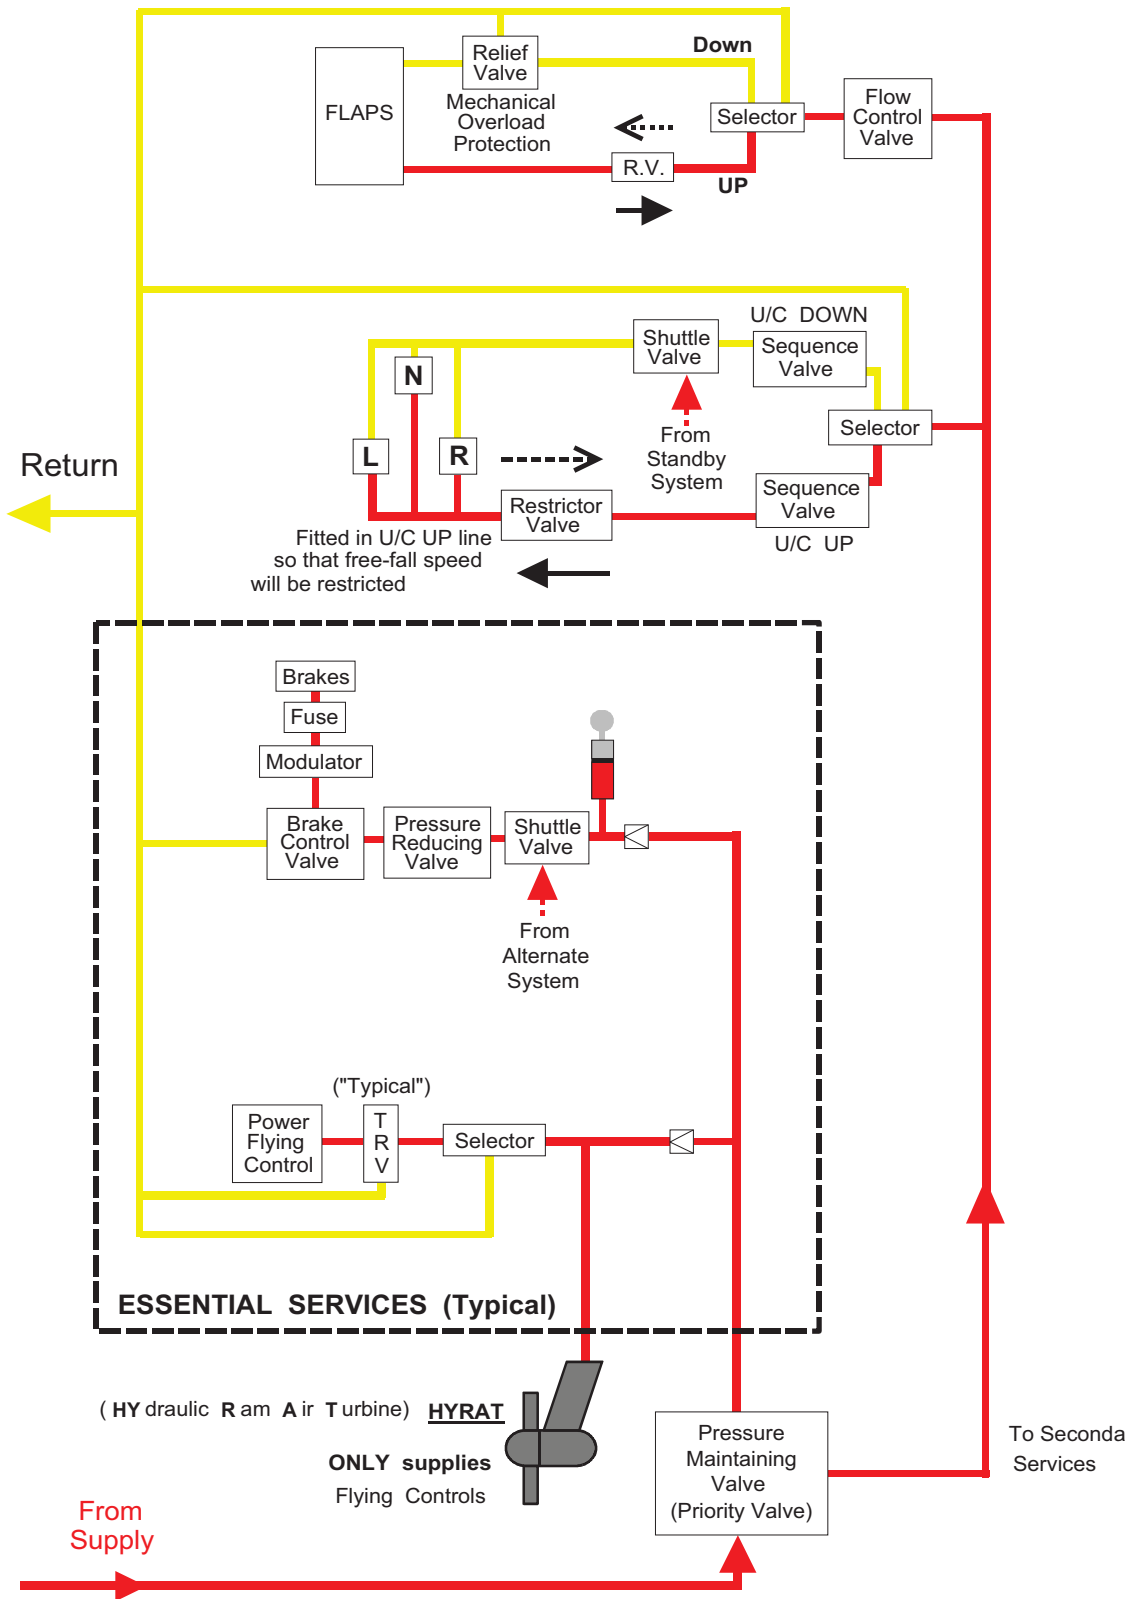 Down
Relief
Valve
FLAPS
Mechanical
Overload
Protection
Selector
Flow
Control
Valve
R.V.
UP
U/C DOWN
Shuttle
Valve
Sequence
Valve
N
L
R
Selector
From
Standby
System
Return
Restrictor
Valve
Sequence
Valve
U/C UP
Fitted in U/C UP line
so that free-fall speed
will be restricted
Brakes
Fuse
Modulator
Brake
Control
Valve
Pressure
Reducing
Valve
Shuttle
Valve
From
Alternate
System
("Typical")
Power
Flying
Control
T
R
V
Selector
ESSENTIAL SERVICES (Typical)
( HY draulic R am A ir T urbine) HYRAT
ONLY supplies
Flying Controls
Pressure
Maintaining
Valve
(Priority Valve)
To Seconda
Services
From
Supply